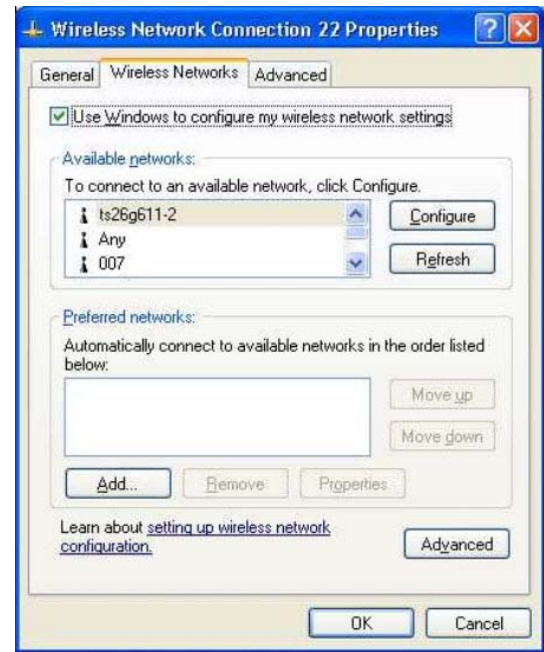 Wireless Network Connection 22 Properties
General Wireless Networks Advanced
Use Windows to configure my wireless network settings
Available networks:
To connect to an available network, click Configure.
ts26g611-2
Any
007
Configure
Refresh
Preferred networks:
Automatically connect to available networks in the order listed
below:
Move up
Move down
Add... Remove Properties
Learn about setting up wireless network
configuration.
Advanced
OK Cancel